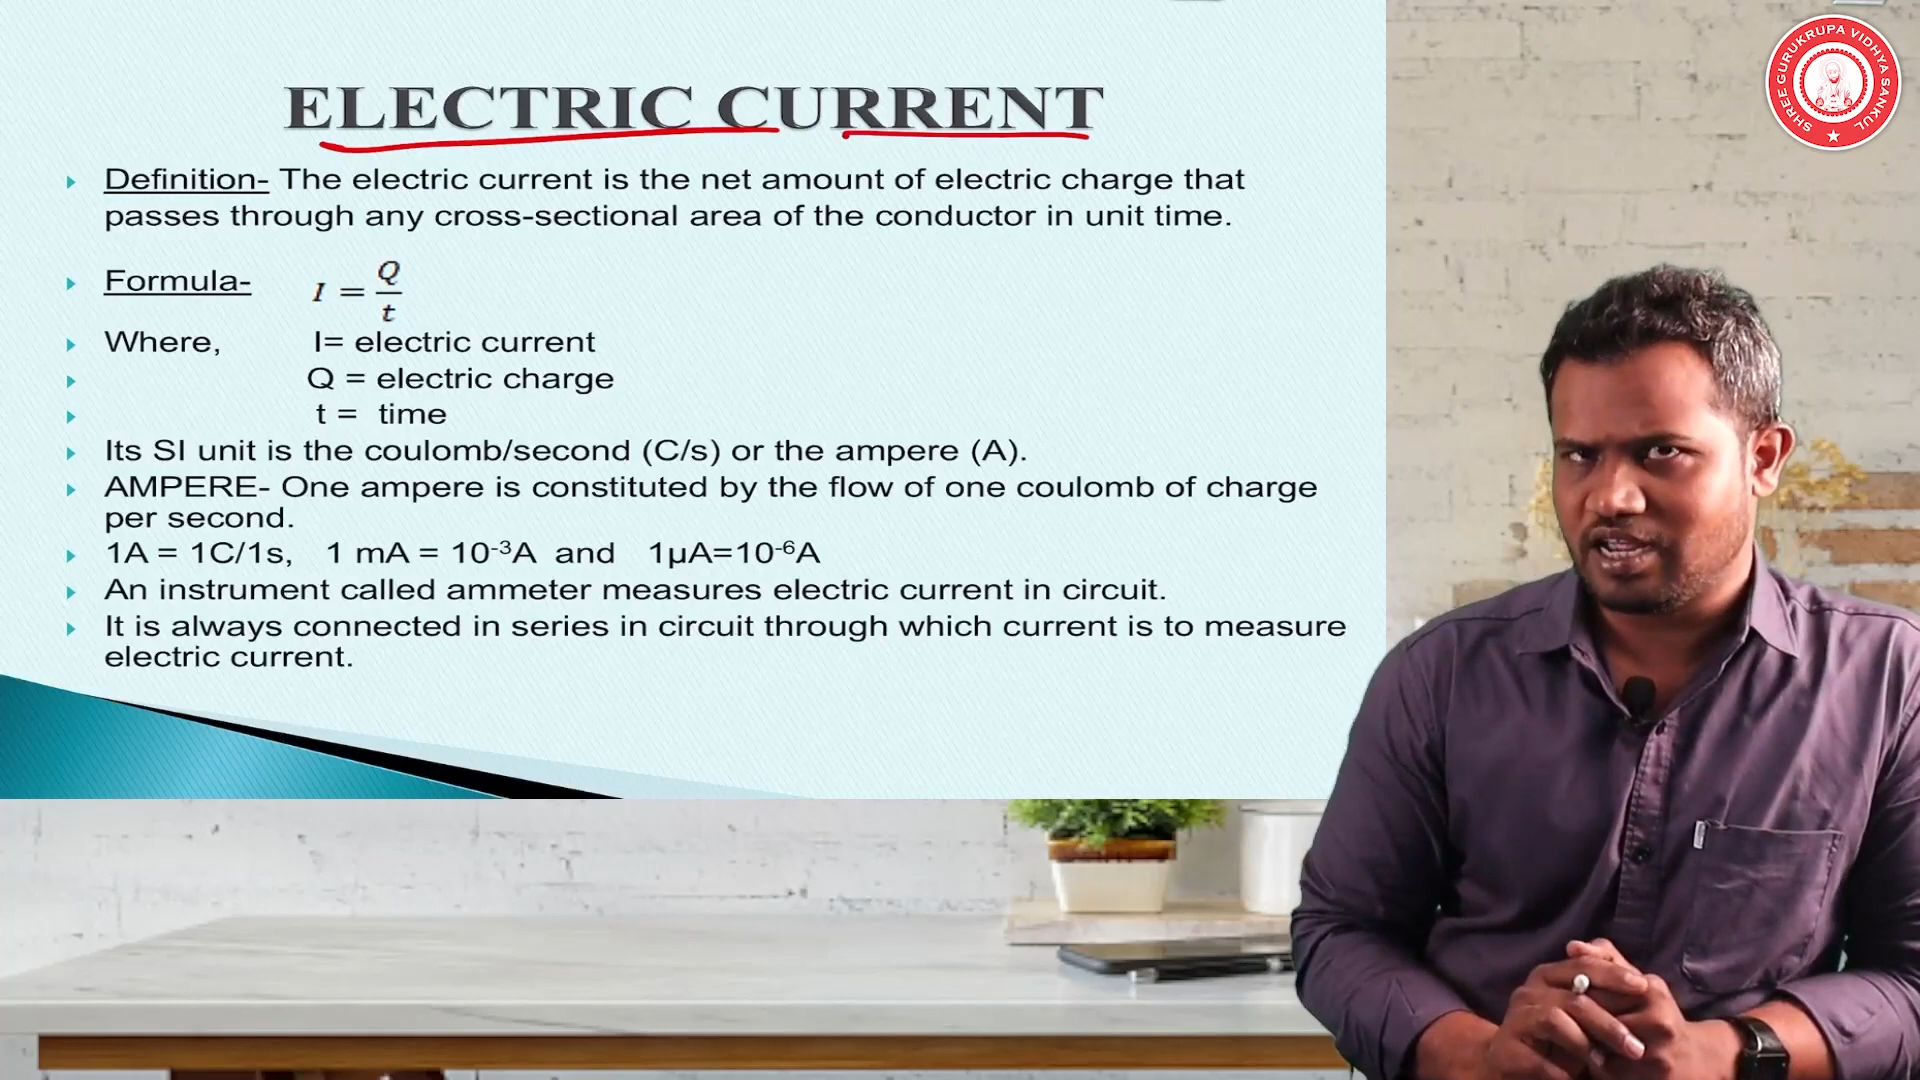 SHREE GURUKRUPA VIDHYA SANKUL
ELECTRIC CURRENT
Definition- The electric current is the net amount of electric charge that
passes through any cross-sectional area of the conductor in unit time.
Formula- I = Q/t
Where, I= electric current
Q = electric charge
t = time
Its SI unit is the coulomb/second (C/s) or the ampere (A).
AMPERE- One ampere is constituted by the flow of one coulomb of charge
per second.
1A = 1C/1s, 1 mA = 10⁻³A and 1μA=10⁻⁶A
An instrument called ammeter measures electric current in circuit.
It is always connected in series in circuit through which current is to measure
electric current.